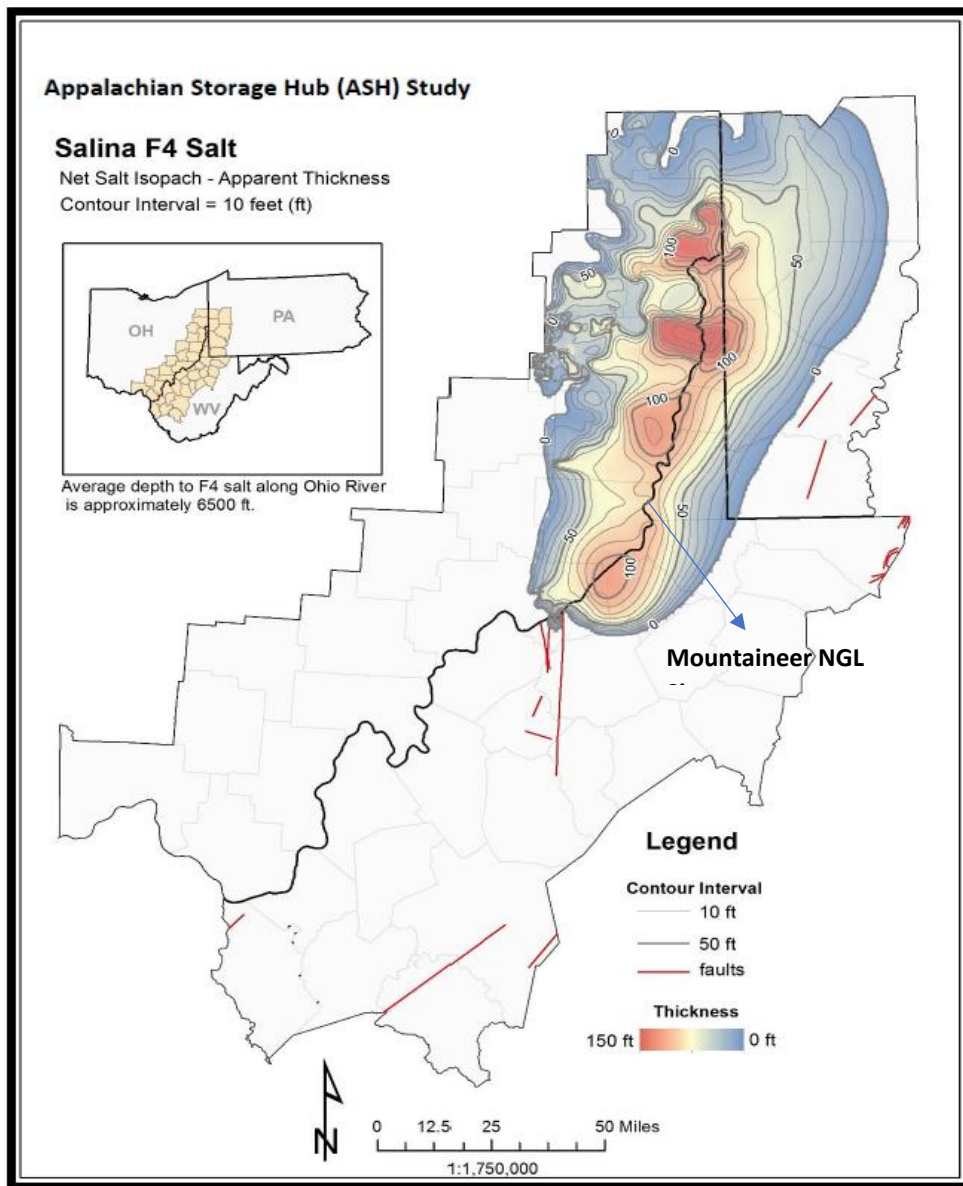 Appalachian Storage Hub (ASH) Study
Salina F4 Salt
Net Salt Isopach - Apparent Thickness
Contour Interval = 10 feet (ft)
OH
PA
WV
Average depth to F4 salt along Ohio River
is approximately 6500 ft.
0
0
100
50
50
100
100
0
100
0
50
50
100
0
Mountaineer NGL
Legend
Contour Interval
10 ft
50 ft
faults
Thickness
150 ft
0 ft
N
0 12.5 25 50 Miles
1:1,750,000